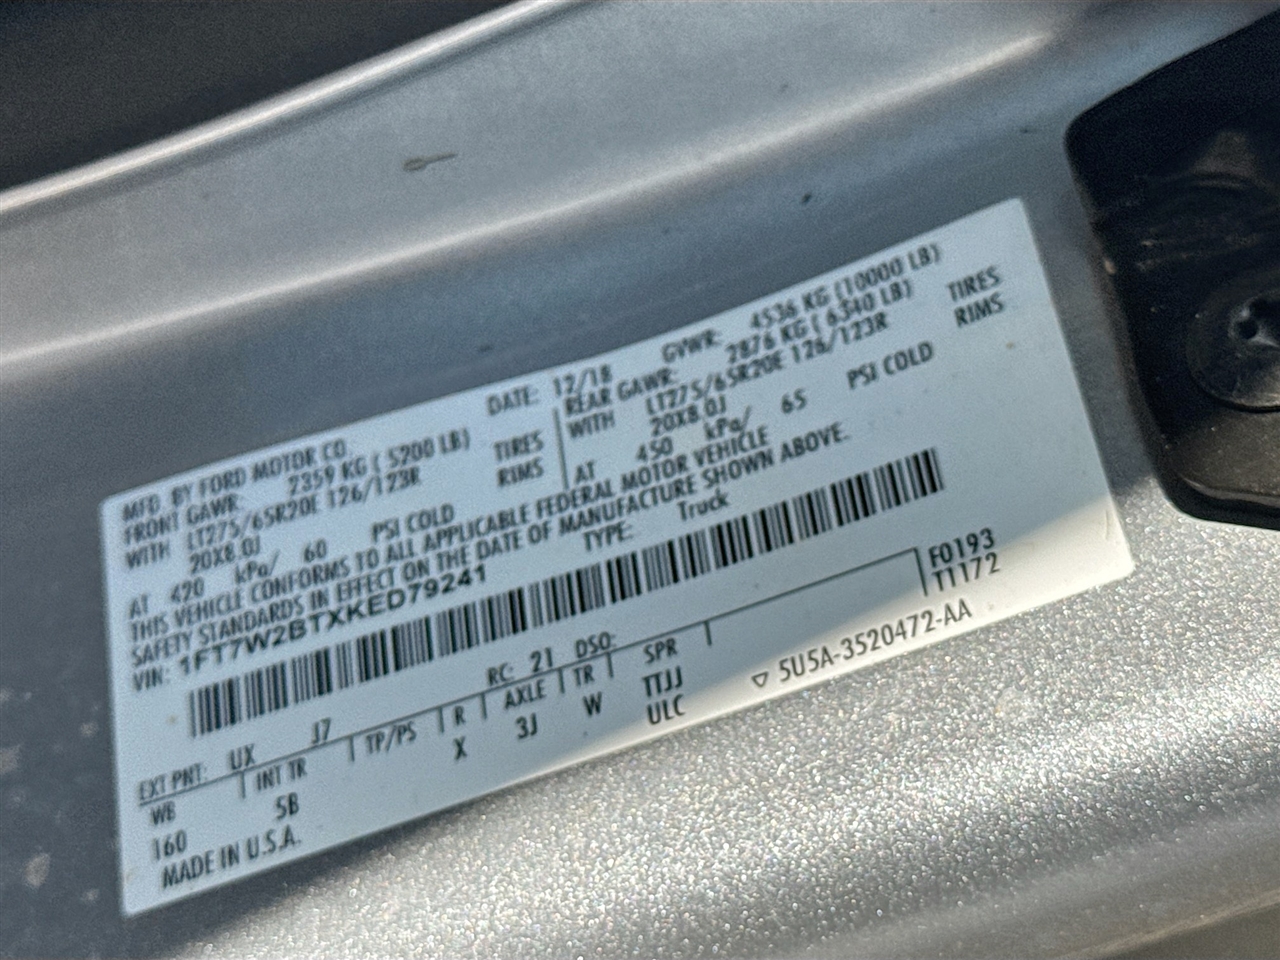 MFD. BY FORD MOTOR CO.
DATE: 12/18 GVWR: 4536 KG (10000 LB)
FRONT GAWR: 2359 KG ( 5200 LB) REAR GAWR: 2876 KG ( 6340 LB)
WITH LT275/65R20E 126/123R TIRES WITH LT275/65R20E 126/123R TIRES
20X8.0J RIMS 20X8.0J RIMS
AT 420 kPa/ 60 PSI COLD AT 450 kPa/ 65 PSI COLD
THIS VEHICLE CONFORMS TO ALL APPLICABLE FEDERAL MOTOR VEHICLE
SAFETY STANDARDS IN EFFECT ON THE DATE OF MANUFACTURE SHOWN ABOVE.
VIN: 1FT7W2BTXKED79241 TYPE: Truck
F0193
T1172
EXT PNT: UX J7 RC: 21 DSO:
WB INT TR TP/PS R AXLE TR SPR
160 5B X 3J W TTJJ
ULC
MADE IN U.S.A.
▽ 5U5A-3520472-AA